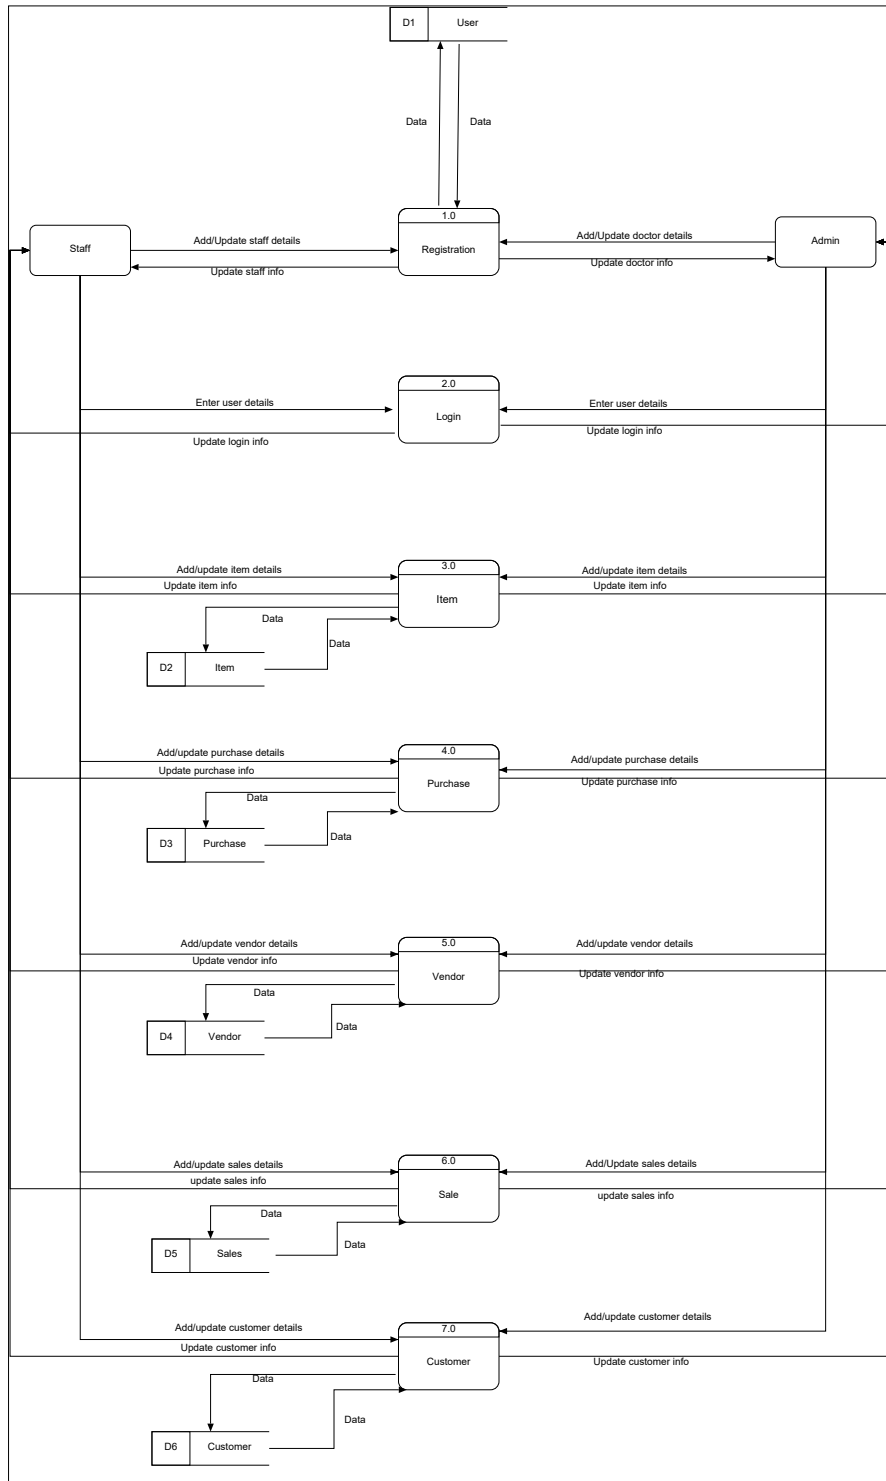 D1 User
Data Data
1.0
Registration
Staff
Add/Update staff details
Update staff info
Add/Update doctor details
Update doctor info
Admin
2.0
Login
Enter user details
Update login info
Enter user details
Update login info
3.0
Item
Add/update item details
Update item info
Add/update item details
Update item info
Data
Data
D2 Item
4.0
Purchase
Add/update purchase details
Update purchase info
Add/update purchase details
Update purchase info
Data
Data
D3 Purchase
5.0
Vendor
Add/update vendor details
Update vendor info
Add/update vendor details
Update vendor info
Data
Data
D4 Vendor
6.0
Sale
Add/update sales details
update sales info
Add/Update sales details
update sales info
Data
Data
D5 Sales
7.0
Customer
Add/update customer details
Update customer info
Add/update customer details
Update customer info
Data
Data
D6 Customer